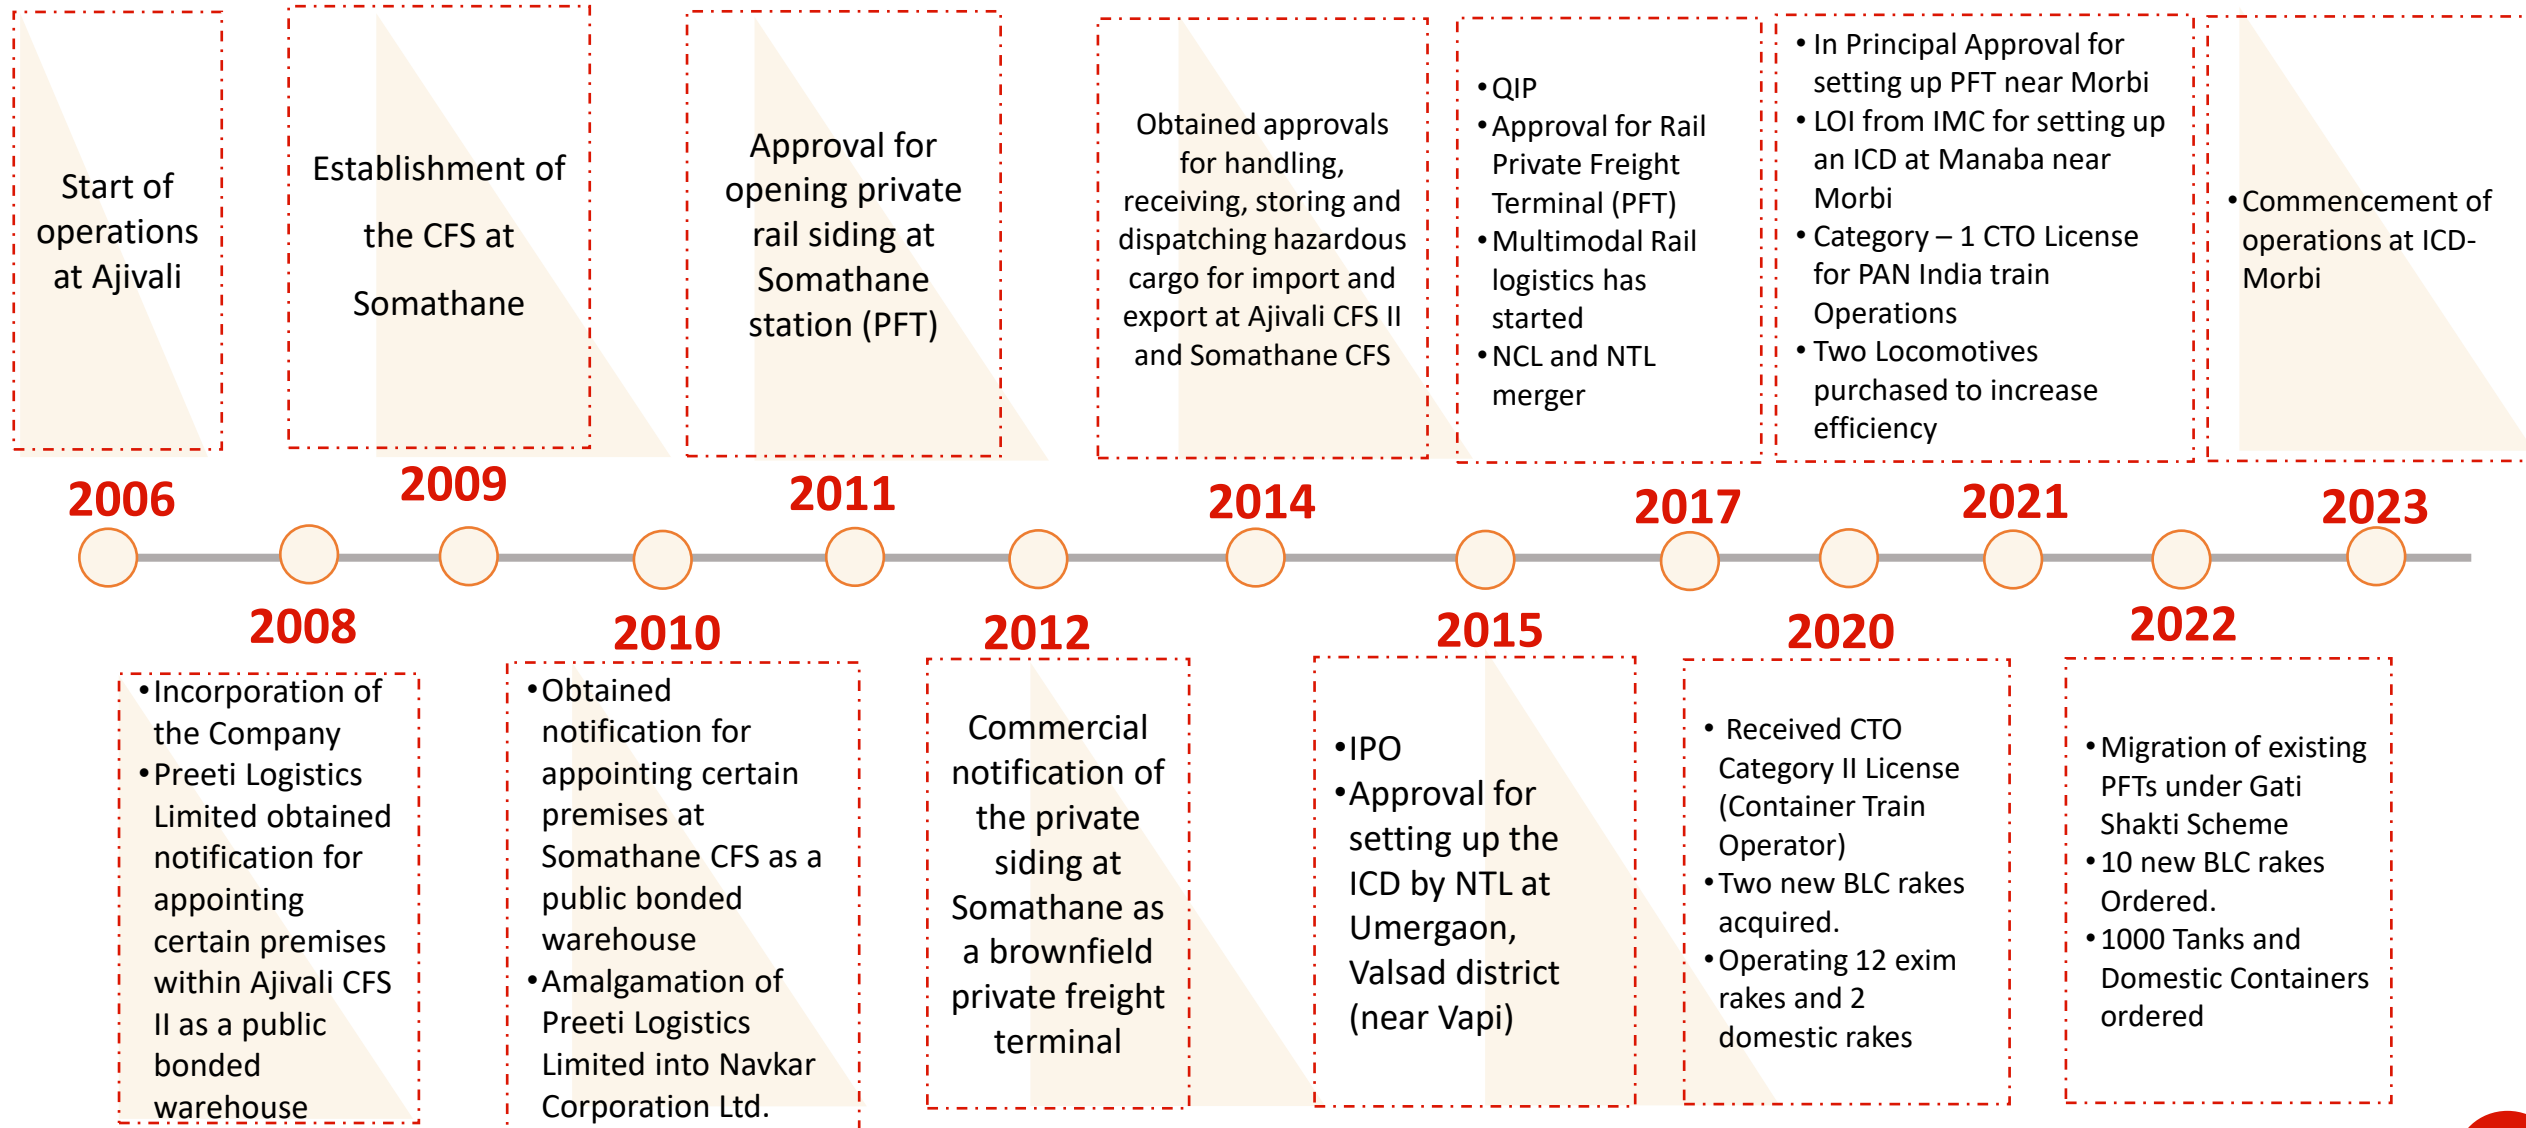 Start of
operations
at Ajivali
Establishment of
the CFS at
Somathane
Approval for
opening private
rail siding at
Somathane
station (PFT)
Obtained approvals
for handling,
receiving, storing and
dispatching hazardous
cargo for import and
export at Ajivali CFS II
and Somathane CFS
•QIP
•Approval for Rail
Private Freight
Terminal (PFT)
•Multimodal Rail
logistics has
started
•NCL and NTL
merger
• In Principal Approval for
setting up PFT near Morbi
• LOI from IMC for setting up
an ICD at Manaba near
Morbi
• Category – 1 CTO License
for PAN India train
Operations
• Two Locomotives
purchased to increase
efficiency
•Commencement of
operations at ICD-
Morbi
2006
2009
2011
2014
2017
2021
2023
2008
2010
2012
2015
2020
2022
•Incorporation of
the Company
•Preeti Logistics
Limited obtained
notification for
appointing
certain premises
within Ajivali CFS
II as a public
bonded
warehouse
•Obtained
notification for
appointing certain
premises at
Somathane CFS as a
public bonded
warehouse
•Amalgamation of
Preeti Logistics
Limited into Navkar
Corporation Ltd.
Commercial
notification of
the private
siding at
Somathane as
a brownfield
private freight
terminal
•IPO
•Approval for
setting up the
ICD by NTL at
Umergaon,
Valsad district
(near Vapi)
• Received CTO
Category II License
(Container Train
Operator)
•Two new BLC rakes
acquired.
•Operating 12 exim
rakes and 2
domestic rakes
•Migration of existing
PFTs under Gati
Shakti Scheme
•10 new BLC rakes
Ordered.
•1000 Tanks and
Domestic Containers
ordered